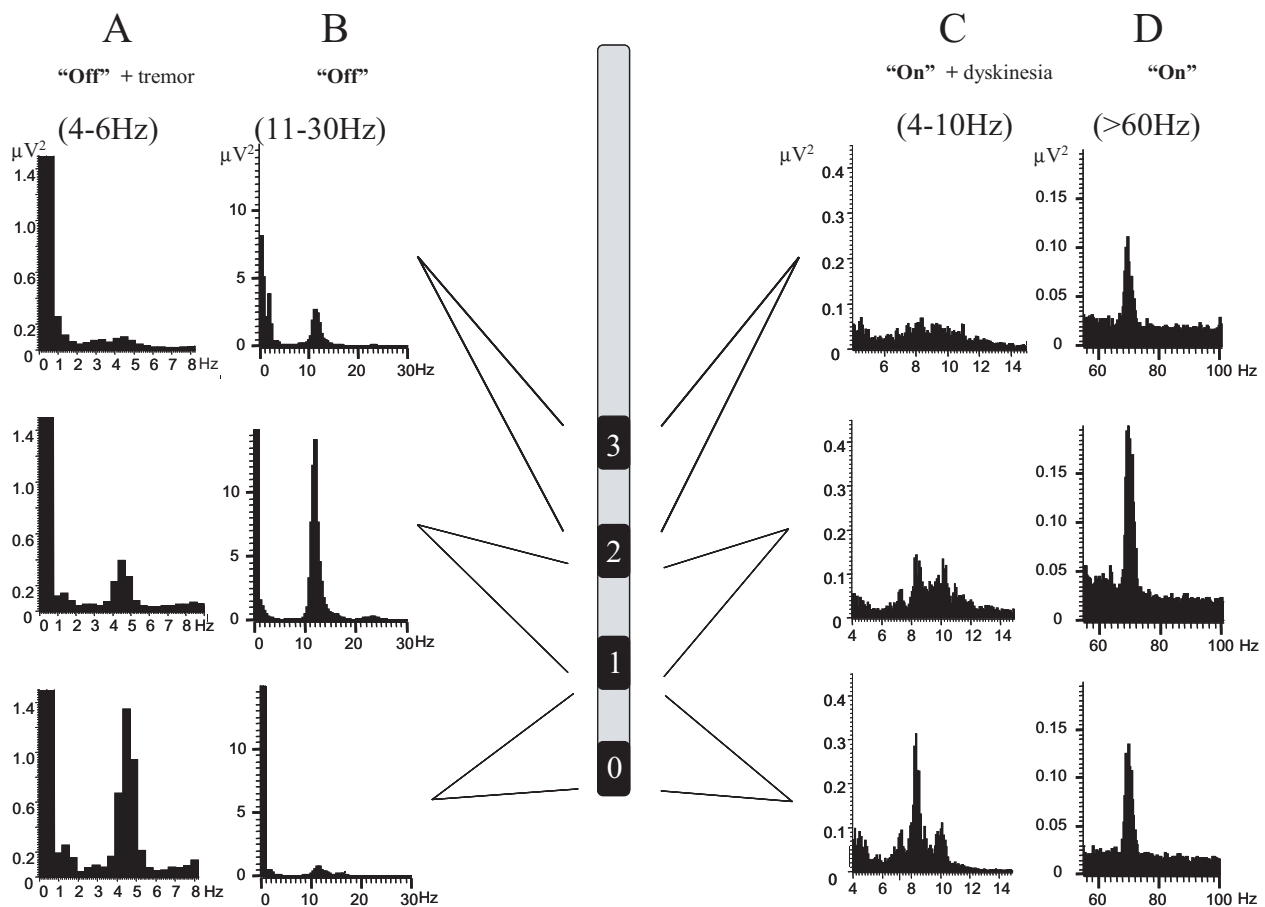 A B C D
“Off” + tremor “Off” “On” + dyskinesia “On”
(4-6Hz) (11-30Hz) (4-10Hz) (>60Hz)
μV² μV² μV² μV²
1.4 1.0 0.6 0.2 0
0 1 2 3 4 5 6 7 8 Hz
10 5 0
0 10 20 30Hz
0.4 0.3 0.2 0.1 0
6 8 10 12 14
0.15 0.10 0.05 0
60 80 100 Hz
3
2
1
0
1.4 1.0 0.6 0.2 0
0 1 2 3 4 5 6 7 8 Hz
10 5 0
0 10 20 30Hz
0.4 0.3 0.2 0.1 0
4 6 8 10 12 14
0.15 0.10 0.05 0
60 80 100 Hz
1.4 1.0 0.6 0.2 0
0 1 2 3 4 5 6 7 8 Hz
10 5 0
0 10 20 30Hz
0.4 0.3 0.2 0.1 0
4 6 8 10 12 14
0.15 0.10 0.05 0
60 80 100 Hz